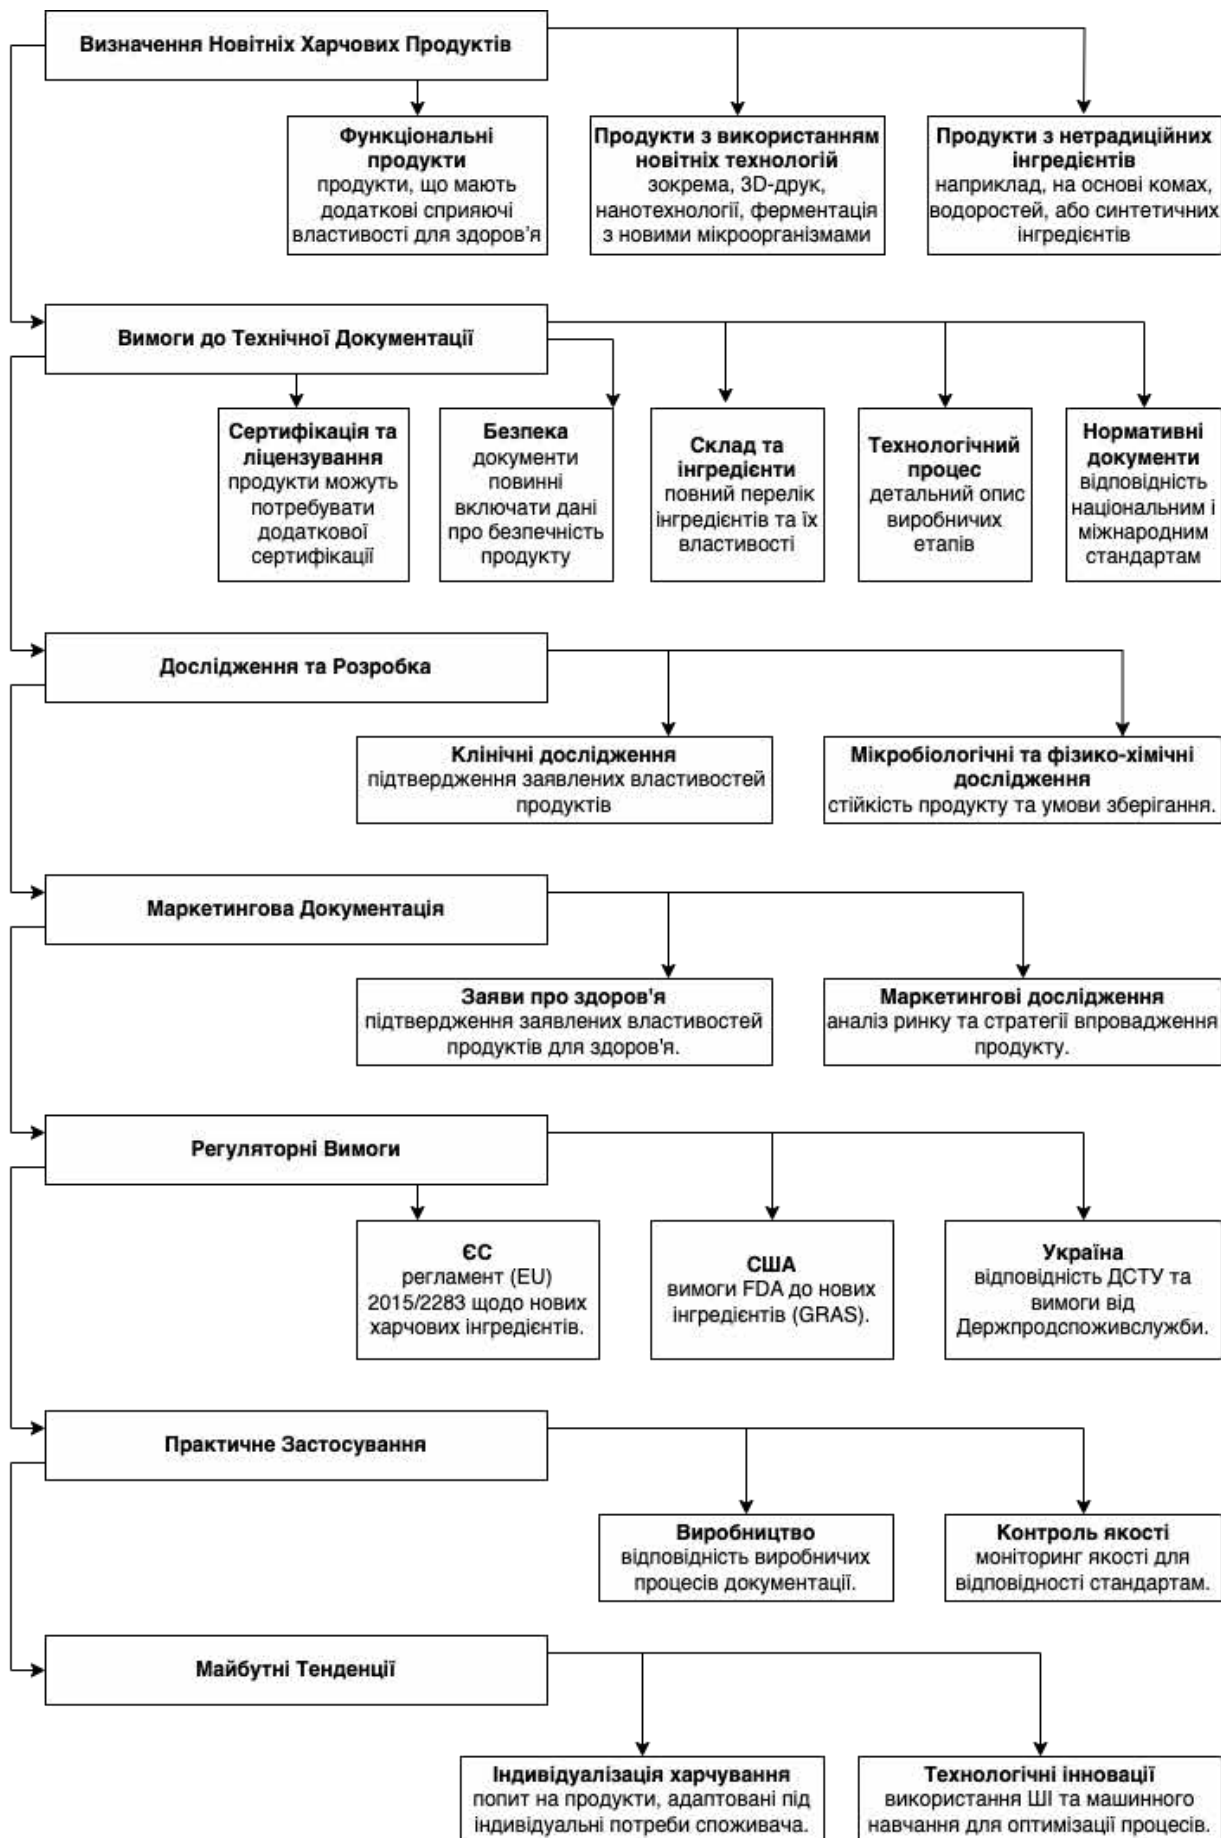 Визначення Новітніх Харчових Продуктів
Функціональні
продукти
продукти, що мають
додаткові сприяючі
властивості для здоров'я
Продукти з використанням
новітніх технологій
зокрема, 3D-друк,
нанотехнології, ферментація
з новими мікроорганізмами
Продукти з нетрадиційних
інгредієнтів
наприклад, на основі комах,
водоростей, або синтетичних
інгредієнтів
Вимоги до Технічної Документації
Сертифікація та
ліцензування
продукти можуть
потребувати
додаткової
сертифікації
Безпека
документи
повинні
включати дані
про безпечність
продукту
Склад та
інгредієнти
повний перелік
інгредієнтів та їх
властивості
Технологічний
процес
детальний опис
виробничих
етапів
Нормативні
документи
відповідність
національним і
міжнародним
стандартам
Дослідження та Розробка
Клінічні дослідження
підтвердження заявлених властивостей
продуктів
Мікробіологічні та фізико-хімічні
дослідження
стійкість продукту та умови зберігання.
Маркетингова Документація
Заяви про здоров'я
підтвердження заявлених властивостей
продуктів для здоров'я.
Маркетингові дослідження
аналіз ринку та стратегії впровадження
продукту.
Регуляторні Вимоги
ЄС
регламент (EU)
2015/2283 щодо нових
харчових інгредієнтів.
США
вимоги FDA до нових
інгредієнтів (GRAS).
Україна
відповідність ДСТУ та
вимоги від
Держпродспоживслужби.
Практичне Застосування
Виробництво
відповідність виробничих
процесів документації.
Контроль якості
моніторинг якості для
відповідності стандартам.
Майбутні Тенденції
Індивідуалізація харчування
попит на продукти, адаптовані під
індивідуальні потреби споживача.
Технологічні інновації
використання ШІ та машинного
навчання для оптимізації процесів.